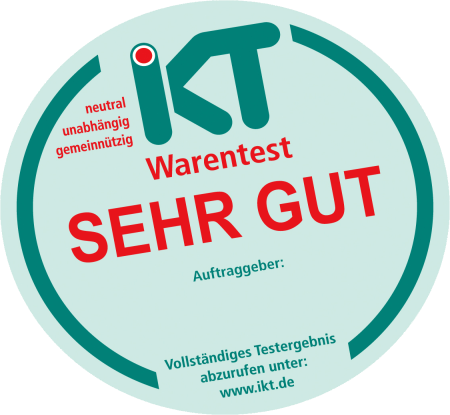 iKT
neutral
unabhängig
gemeinnützig
Warentest
SEHR GUT
Auftraggeber:
Vollständiges Testergebnis
abzurufen unter:
www.ikt.de